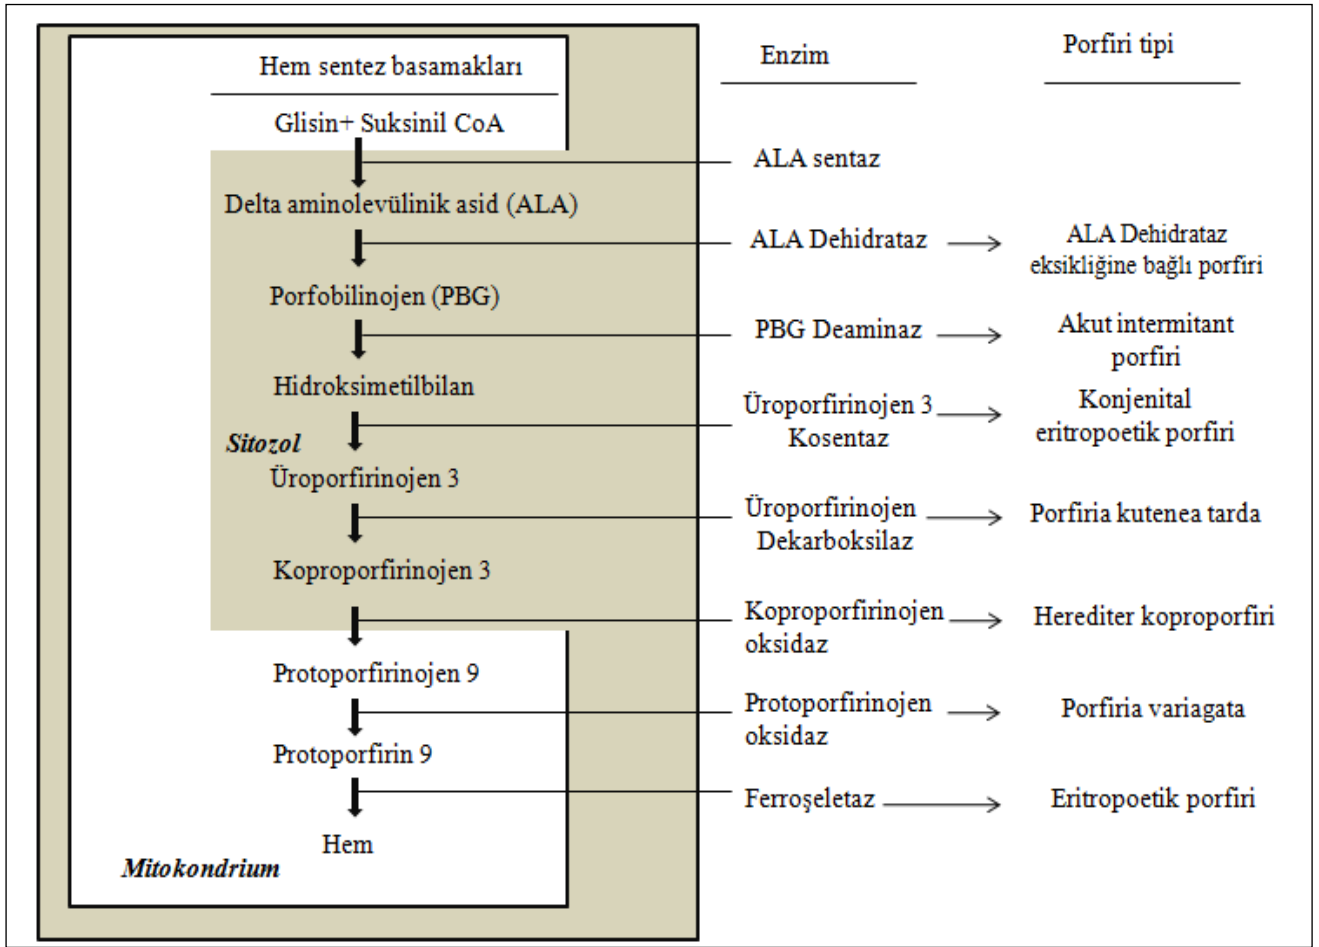 Hem sentez basamakları
Enzim
Porfiri tipi
Glisin+ Suksinil CoA
ALA sentaz
Delta aminolevülinik asid (ALA)
ALA Dehidrataz
ALA Dehidrataz
eksikliğine bağlı porfiri
Porfobilinojen (PBG)
PBG Deaminaz
Akut intermitant
porfiri
Hidroksimetilbilan
Üroporfirinojen 3
Kosentaz
Konjenital
eritropoetik porfiri
Sitozol
Üroporfirinojen 3
Üroporfirinojen
Dekarboksilaz
Porfiria kutenea tarda
Koproporfirinojen 3
Koproporfirinojen
oksidaz
Herediter koproporfiri
Protoporfirinojen 9
Protoporfirinojen
oksidaz
Porfiria variagata
Protoporfirin 9
Ferroşeletaz
Eritropoetik porfiri
Hem
Mitokondrium